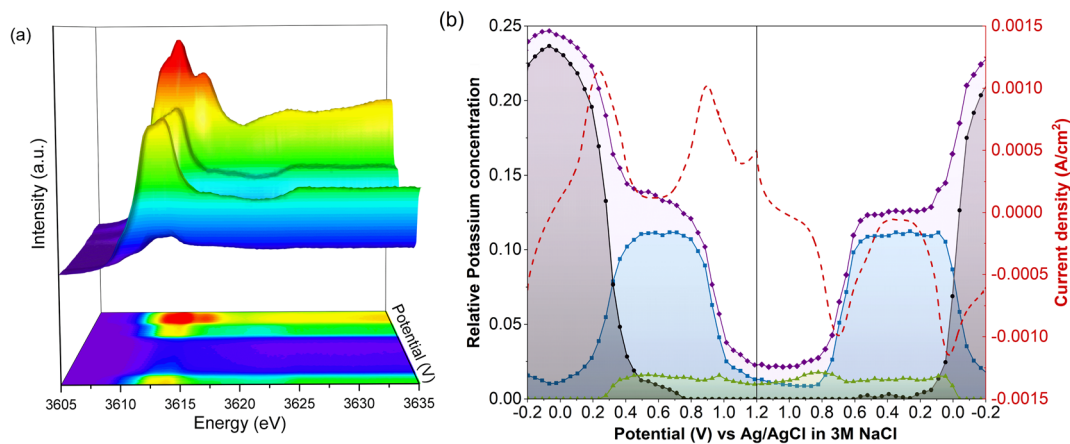 (a)
Intensity (a.u.)
3605 3610 3615 3620 3625 3630 3635
Energy (eV)
Potential (V)
(b)
Relative Potassium concentration
0.25
0.20
0.15
0.10
0.05
0.00
-0.2 0.0 0.2 0.4 0.6 0.8 1.2 1.0 0.8 0.6 0.4 0.2 0.0 -0.2
Potential (V) vs Ag/AgCl in 3M NaCl
0.0015
0.0010
0.0005
0.0000
-0.0005
-0.0010
-0.0015
Current density (A/cm²)